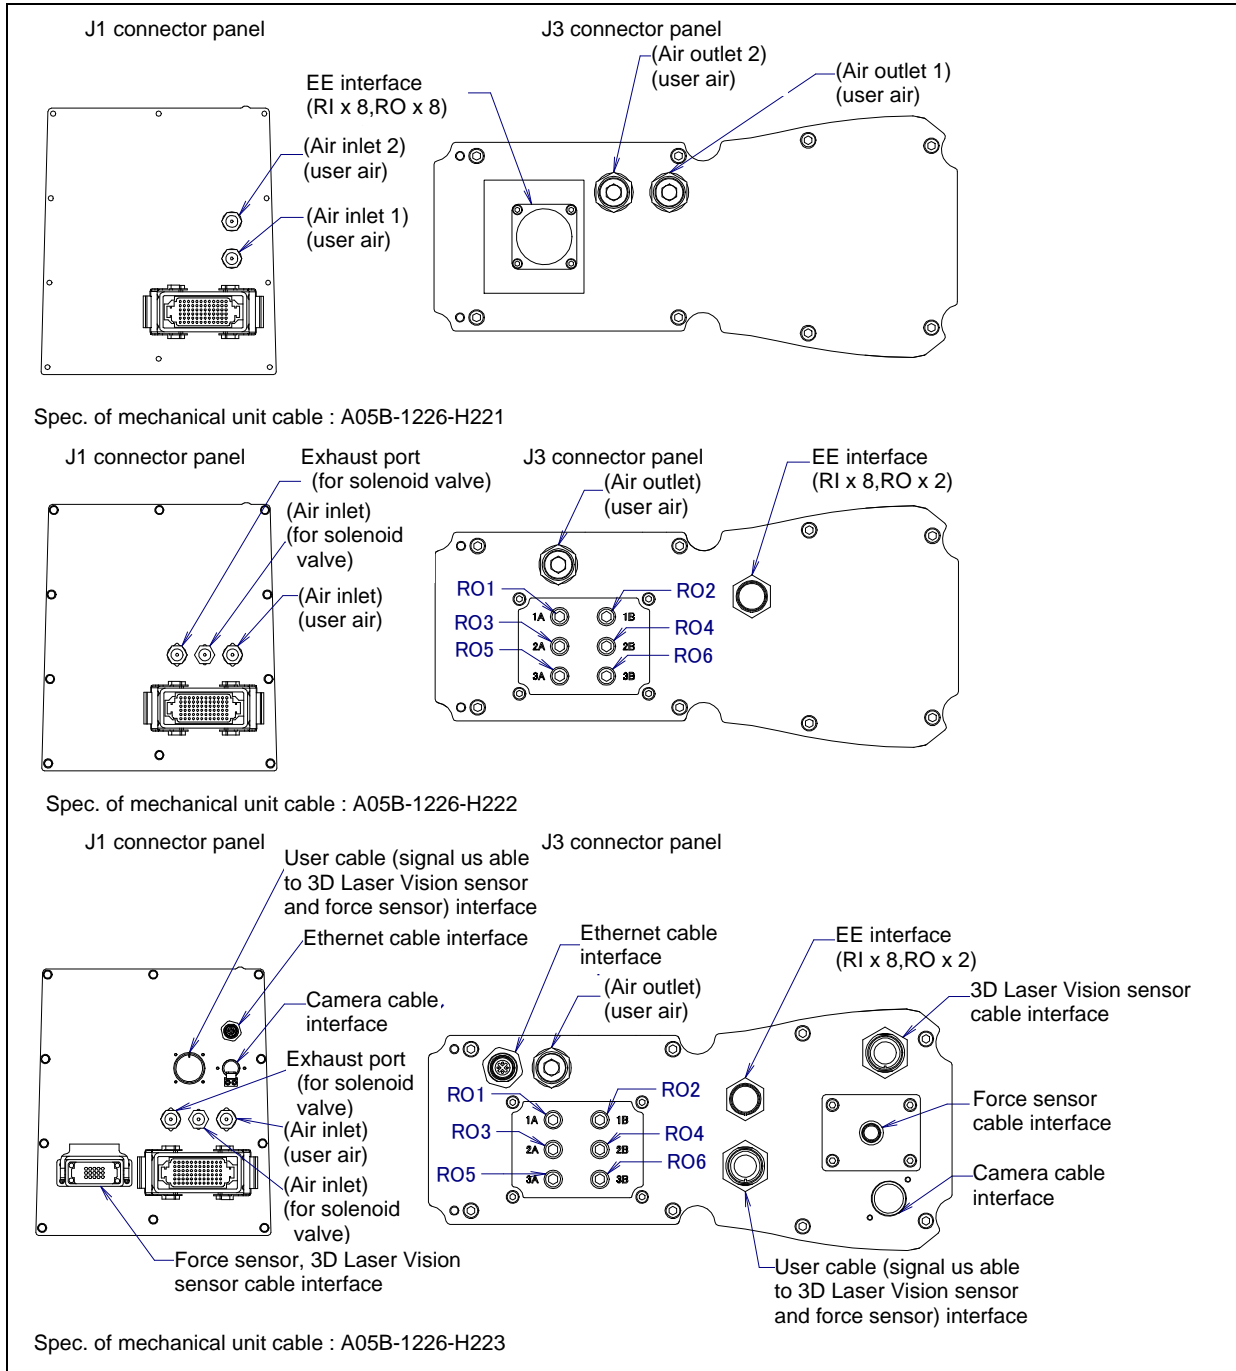 J1 connector panel
J3 connector panel
(Air outlet 2)
(user air)
(Air outlet 1)
(user air)
EE interface
(RI x 8,RO x 8)
(Air inlet 2)
(user air)
(Air inlet 1)
(user air)
Spec. of mechanical unit cable : A05B-1226-H221
J1 connector panel
Exhaust port
(for solenoid valve)
(Air inlet)
(for solenoid
valve)
(Air inlet)
(user air)
J3 connector panel
(Air outlet)
(user air)
EE interface
(RI x 8,RO x 2)
RO1
RO2
1A
1B
RO3
RO4
2A
2B
RO5
RO6
3A
3B
Spec. of mechanical unit cable : A05B-1226-H222
J1 connector panel
User cable (signal us able
to 3D Laser Vision sensor
and force sensor) interface
Ethernet cable interface
Camera cable,
interface
Exhaust port
(for solenoid
valve)
(Air inlet)
(user air)
(Air inlet)
(for solenoid
valve)
Force sensor, 3D Laser Vision
sensor cable interface
J3 connector panel
Ethernet cable
interface
(Air outlet)
(user air)
EE interface
(RI x 8,RO x 2)
3D Laser Vision sensor
cable interface
RO1
RO2
1A
1B
RO3
RO4
2A
2B
RO5
RO6
3A
3B
Force sensor
cable interface
Camera cable
interface
User cable (signal us able
to 3D Laser Vision sensor
and force sensor) interface
Spec. of mechanical unit cable : A05B-1226-H223